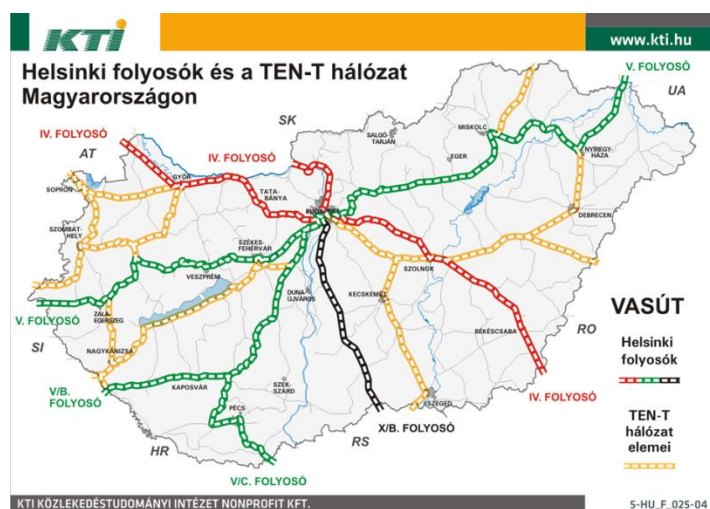 KTI
www.kti.hu
Helsinki folyosók és a TEN-T hálózat
Magyarországon
V. FOLYOSÓ
UA
SK
IV. FOLYOSÓ
IV. FOLYOSÓ
AT
SALGÓ-
TARJÁN
MISKOLC
EGER
NYÍREGY-
HÁZA
GYŐR
SOPRON
TATA-
BÁNYA
BUDAPEST
DEBRECEN
SZOMBAT-
HELY
SZÉKES-
FEHÉRVÁR
VESZPRÉM
SZOLNOK
DUNA-
ÚJVÁROS
KECSKEMÉT
V. FOLYOSÓ
ZALA-
EGERSZEG
SI
NAGYKANIZSA
BÉKÉSCSABA
RO
VASÚT
Helsinki
folyosók
V/B.
FOLYOSÓ
KAPOSVÁR
SZEK-
SZÁRD
PÉCS
SZEGED
IV. FOLYOSÓ
X/B. FOLYOSÓ
HR
RS
V/C. FOLYOSÓ
TEN-T
hálózat
elemei
KTI KÖZLEKEDÉSTUDOMÁNYI INTÉZET NONPROFIT KFT.
5-HU_F_025-04